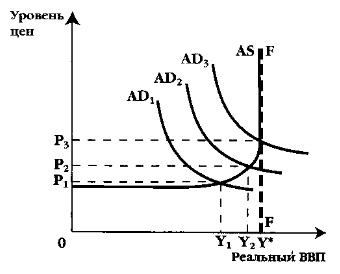 Уровень
цен
AS F
AD₃
AD₂
AD₁
P₃
P₂
P₁
F
0
Y₁ Y₂ Y*
Реальный ВВП